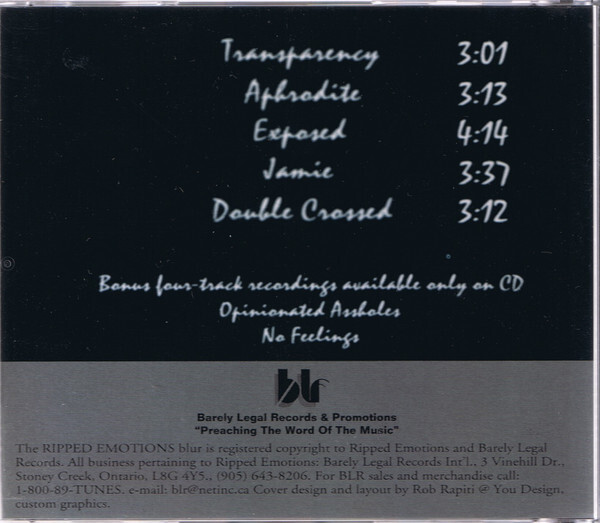 Transparency 3:01
Aphrodite 3:13
Exposed 4:14
Jamie 3:37
Double Crossed 3:12
Bonus four-track recordings available only on CD
Opinionated Assholes
No Feelings
blr
Barely Legal Records & Promotions
"Preaching The Word Of The Music"
The RIPPED EMOTIONS blur is registered copyright to Ripped Emotions and Barely Legal
Records. All business pertaining to Ripped Emotions: Barely Legal Records Int'l., 3 Vinehill Dr.,
Stoney Creek, Ontario, L8G 4Y5., (905) 643-8206. For BLR sales and merchandise call:
1-800-89-TUNES. e-mail: blr@netinc.ca Cover design and layout by Rob Rapiti @ You Design,
custom graphics.